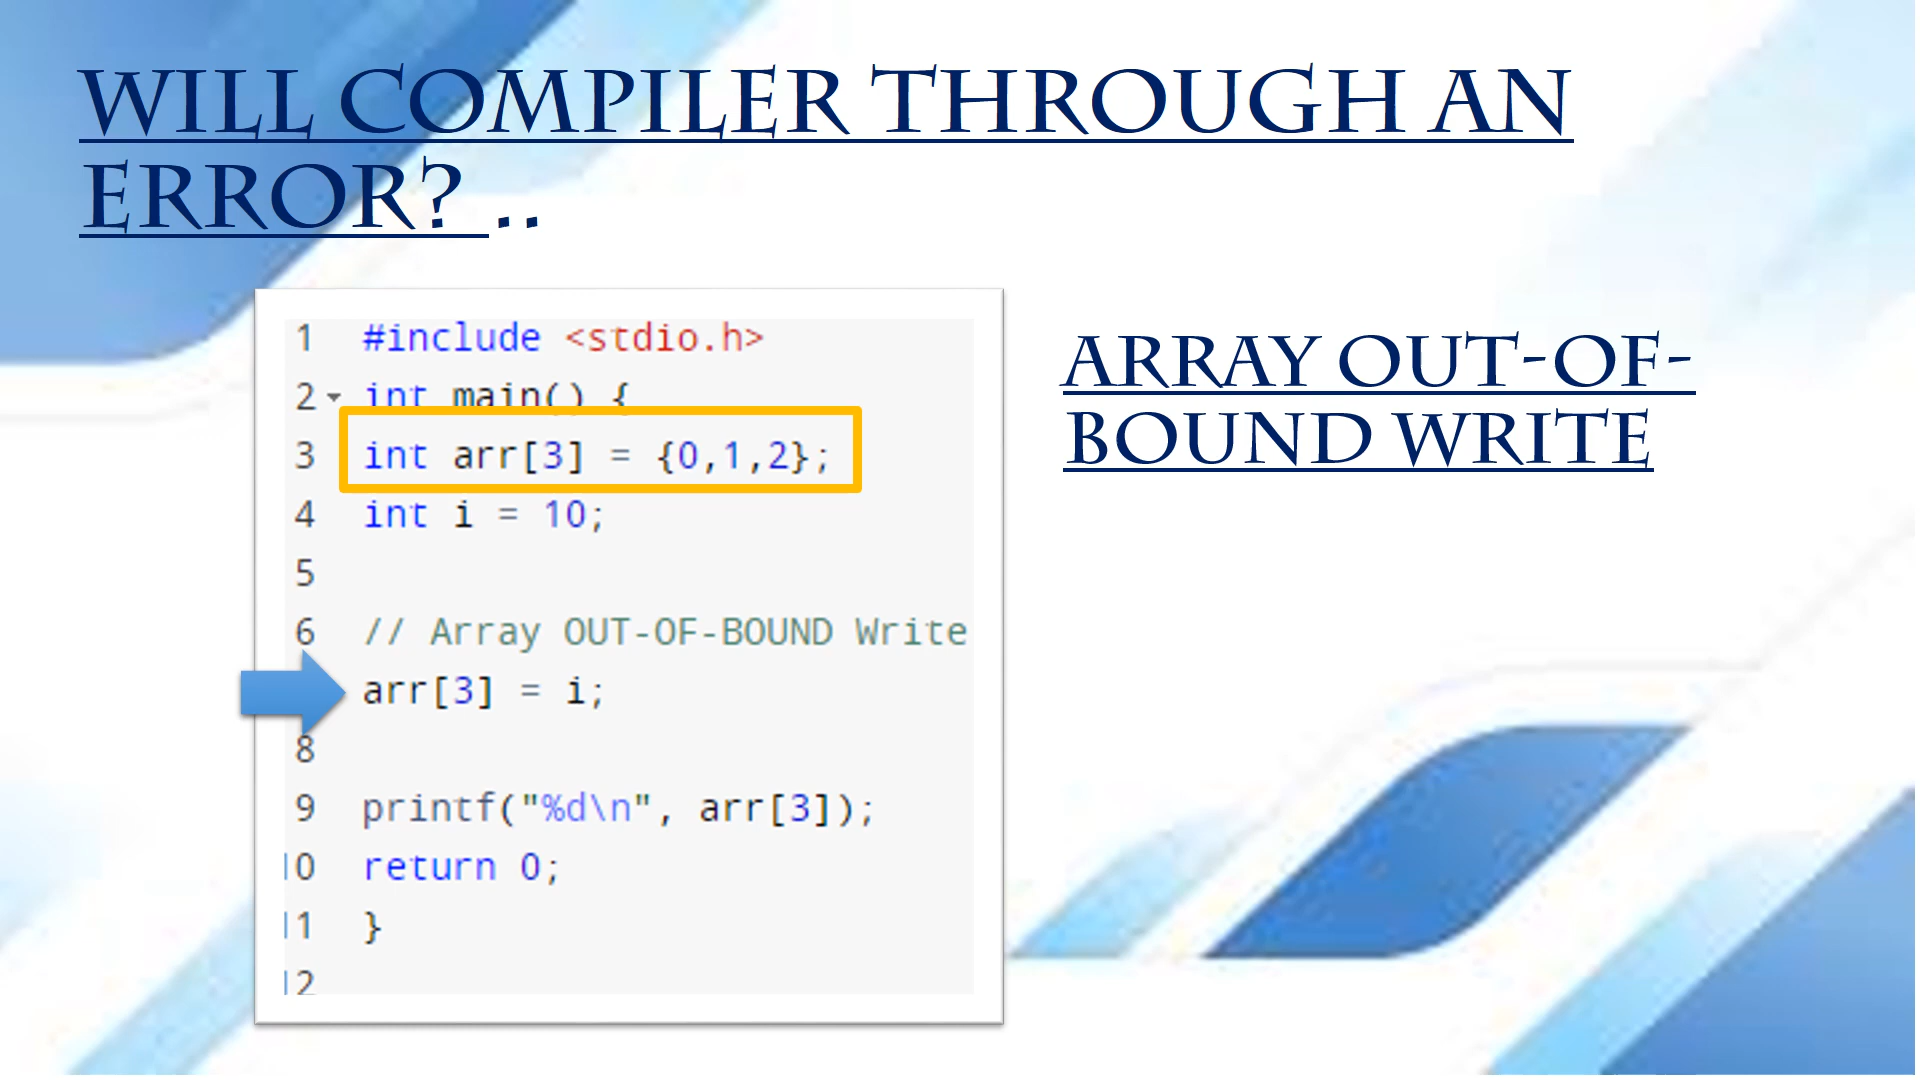 WILL COMPILER THROUGH AN
ERROR? ..
1 #include <stdio.h>
2 int main() {
3 int arr[3] = {0,1,2};
4 int i = 10;
5
6 // Array OUT-OF-BOUND Write
arr[3] = i;
8
9 printf("%d\n", arr[3]);
10 return 0;
11 }
12
ARRAY OUT-OF-
BOUND WRITE